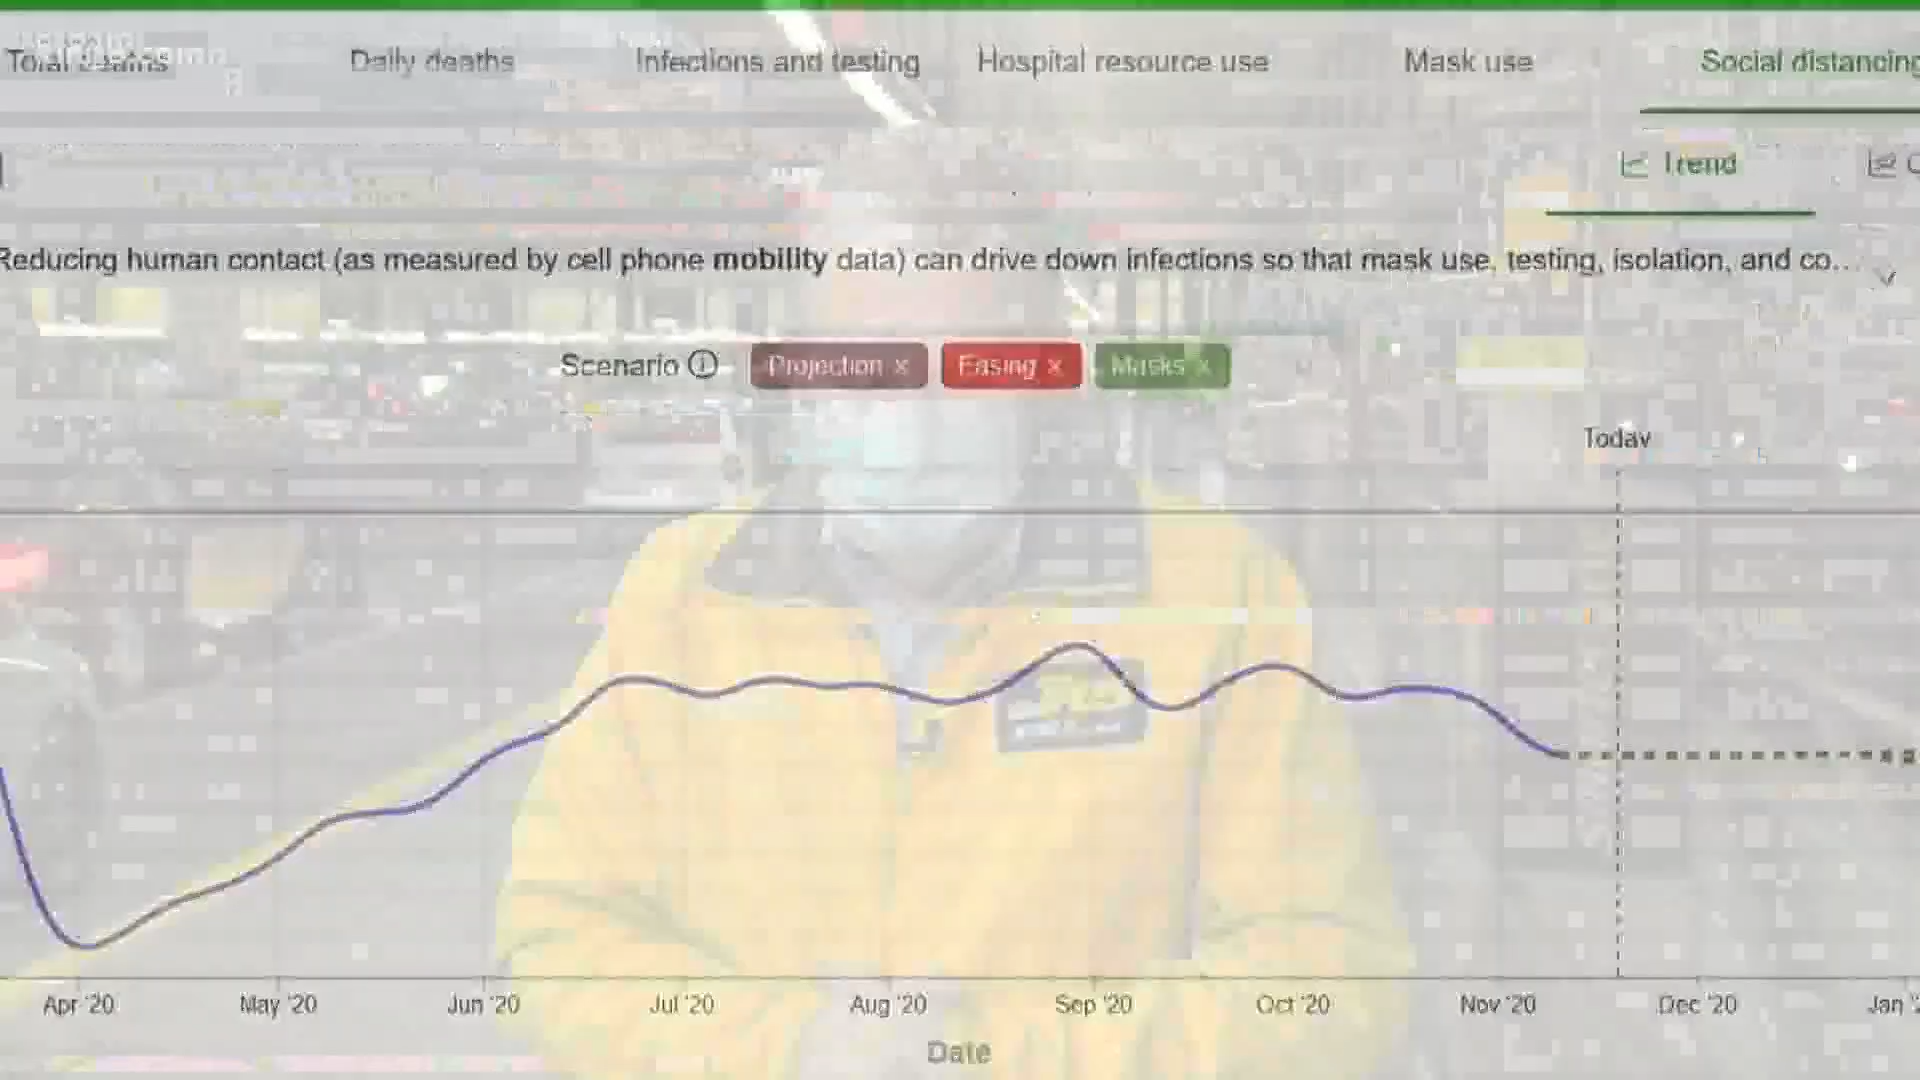 Total deaths Daily deaths Infections and testing Hospital resource use Mask use Social distancing
Trend
Reducing human contact (as measured by cell phone mobility data) can drive down infections so that mask use, testing, isolation, and co...
Scenario Projection × Easing × Masks ×
Today
Apr '20 May '20 Jun '20 Jul '20 Aug '20 Sep '20 Oct '20 Nov '20 Dec '20 Jan
Date